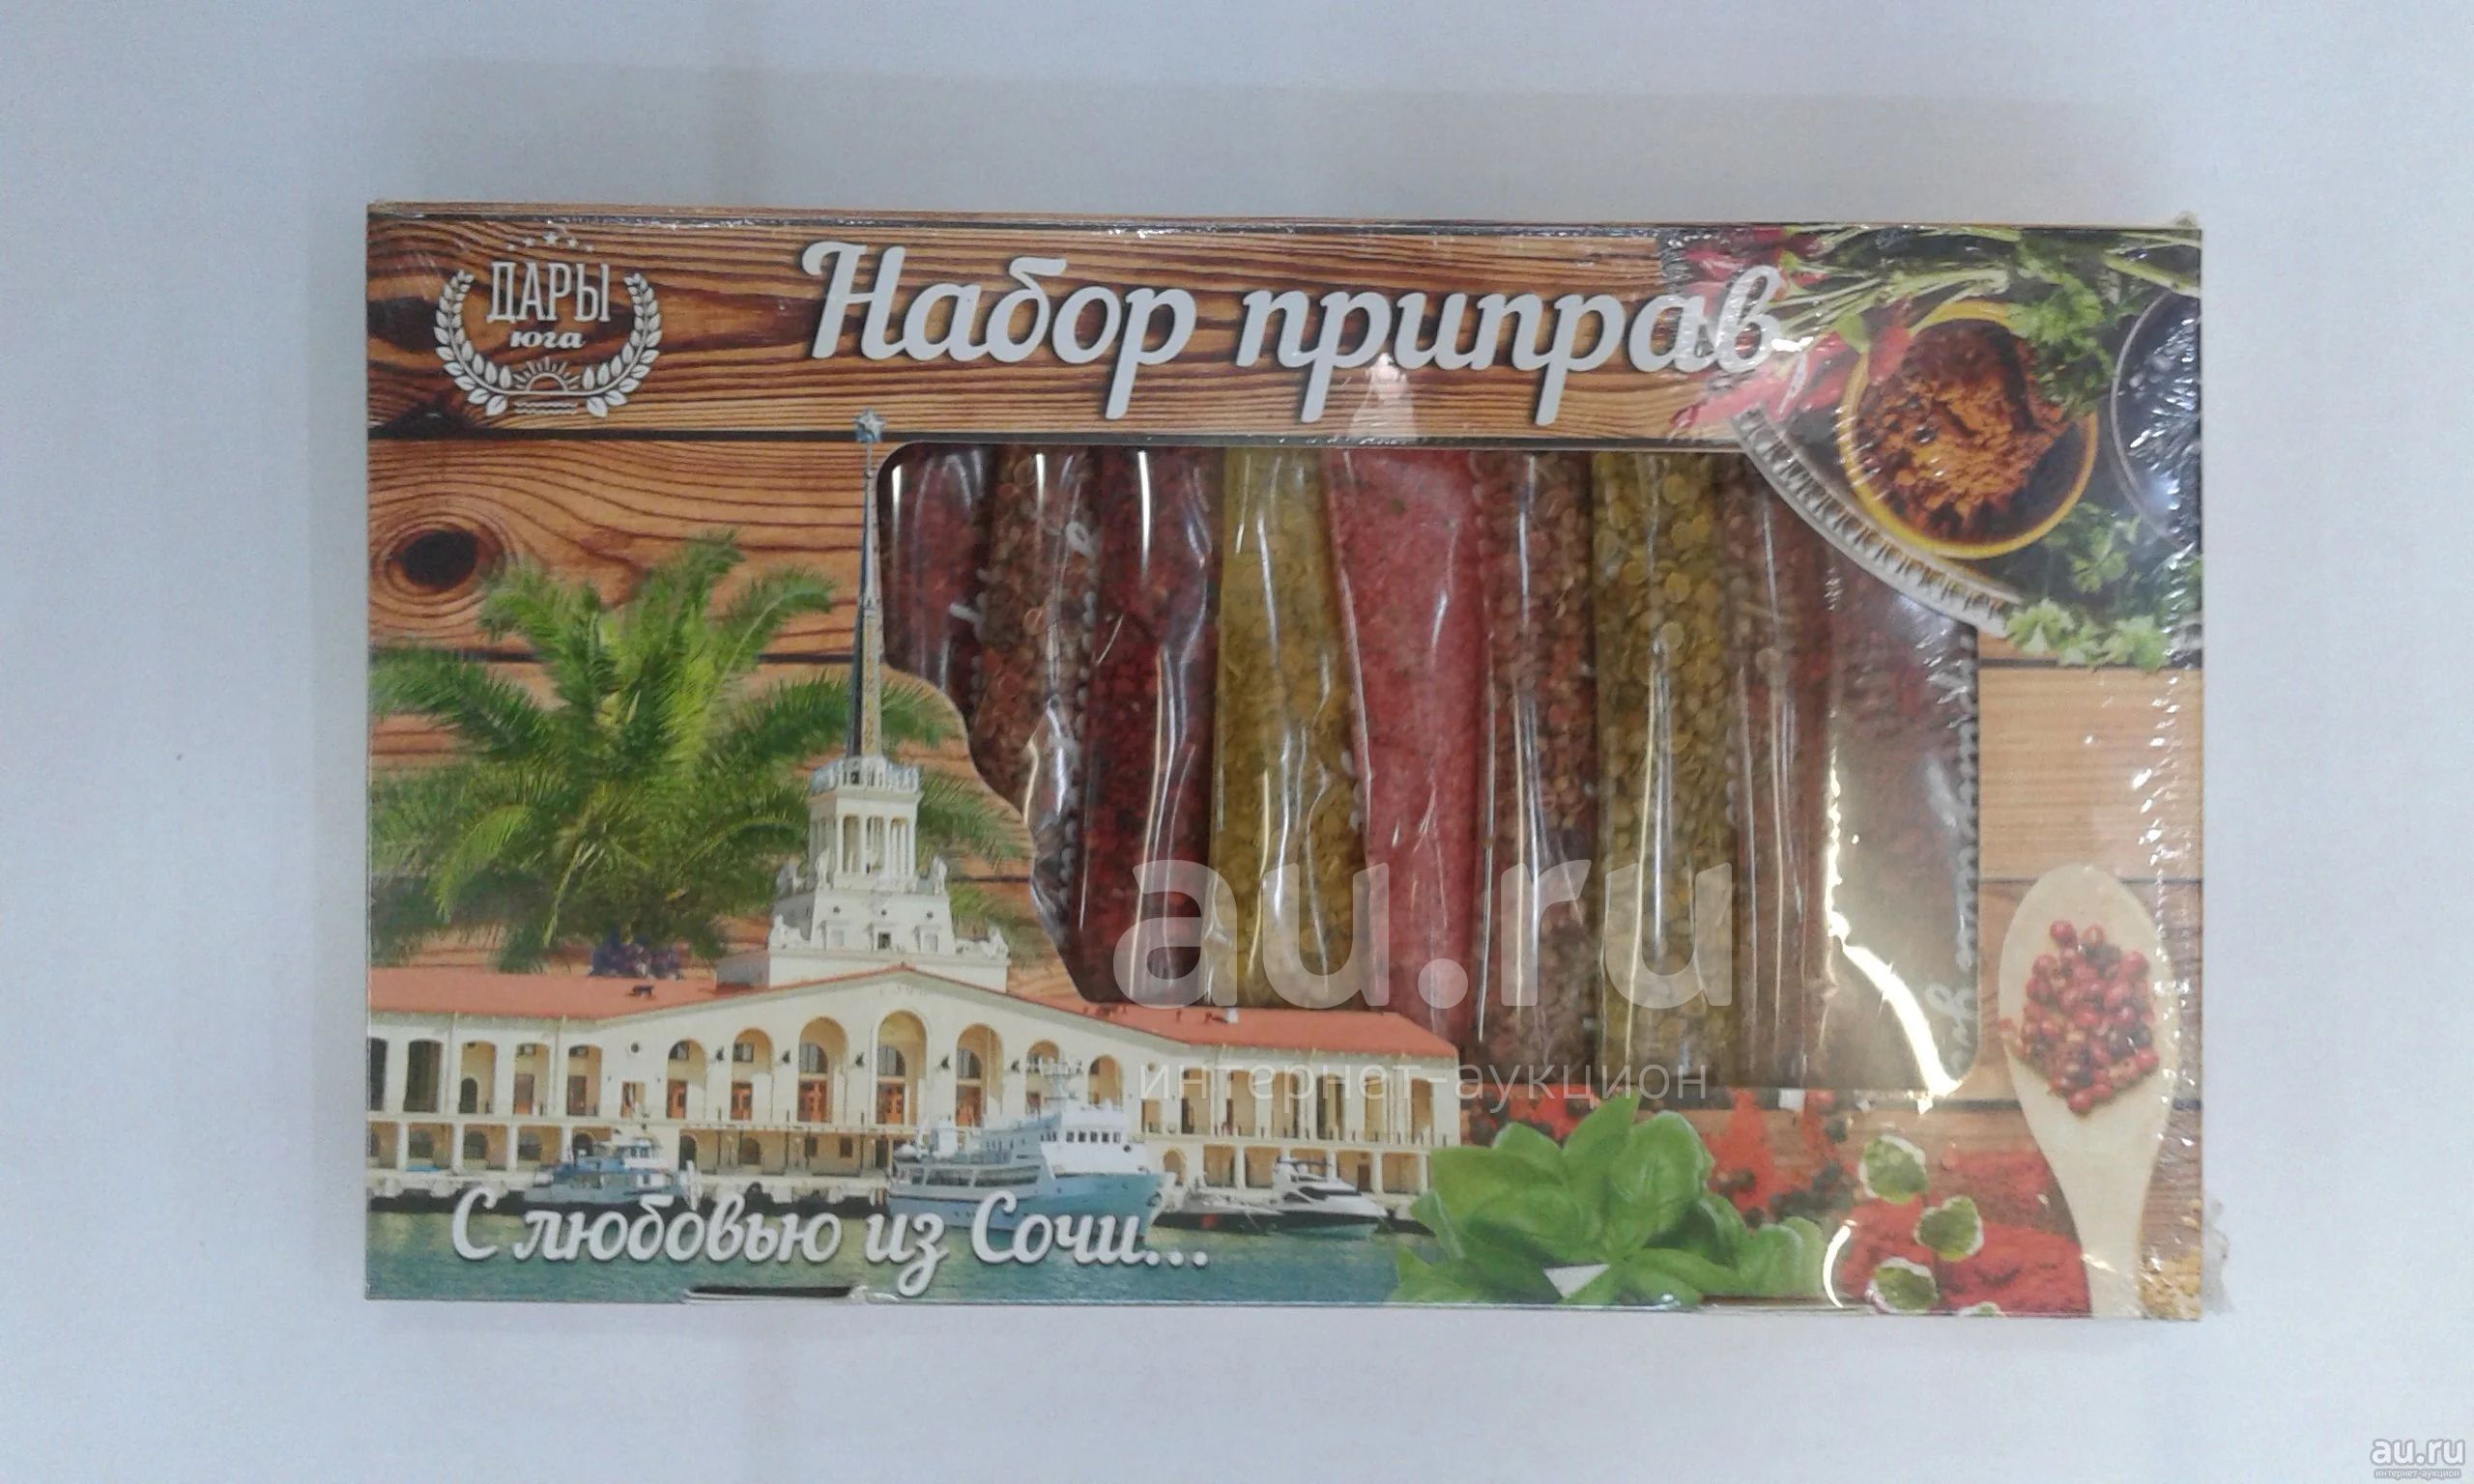 ДАРЫ
юга
Набор приправ
au.ru
интернет-аукцион
С любовью из Сочи...
au.ru
интернет-аукцион